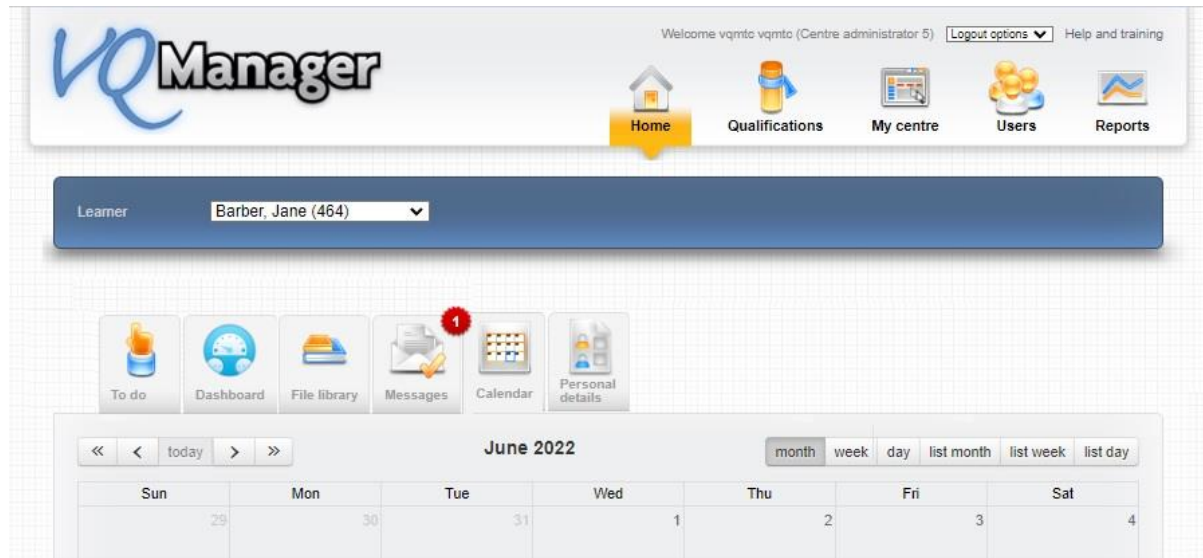 VQManager
Welcome vqmtc vqmtc (Centre administrator 5) Logout options Help and training
Home Qualifications My centre Users Reports
Learner Barber, Jane (464)
1
To do Dashboard File library Messages Calendar Personal details
« < today > » June 2022 month week day list month list week list day
Sun Mon Tue Wed Thu Fri Sat
29 30 31 1 2 3 4